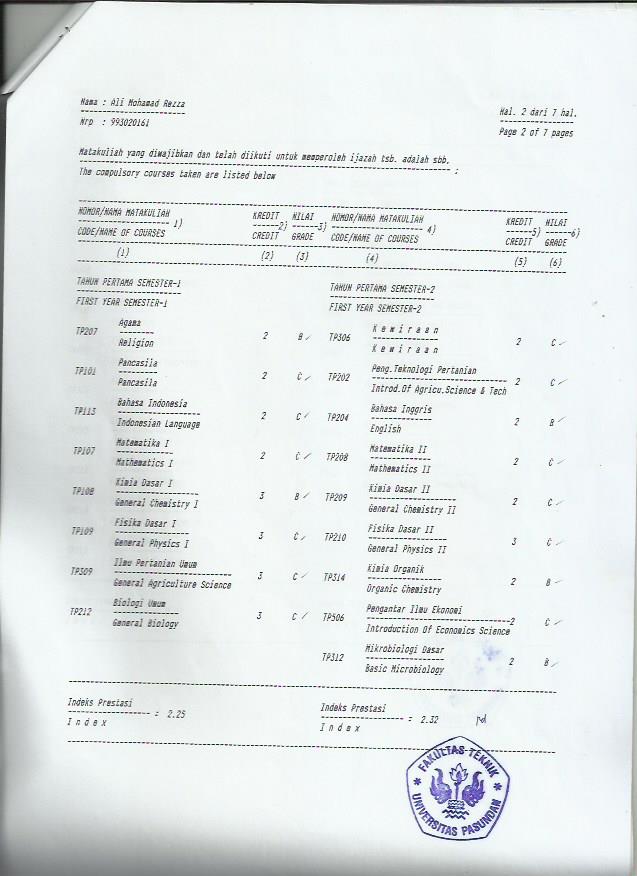 Nama : Ali Mohamad Rezza
Nrp : 993020161
Hal. 2 dari 7 hal.
Page 2 of 7 pages
Matakuliah yang diwajibkan dan telah diikuti untuk memperoleh ijazah tsb. adalah sbb. :
The compulsory courses taken are listed below
NOMOR/NAMA MATAKULIAH 1) KREDIT 2) NILAI 3) NOMOR/NAMA MATAKULIAH 4) KREDIT 5) NILAI 6)
CODE/NAME OF COURSES CREDIT GRADE CODE/NAME OF COURSES CREDIT GRADE
(1) (2) (3) (4) (5) (6)
TAHUN PERTAMA SEMESTER-1
FIRST YEAR SEMESTER-1
TP207 Agama 2 B
Religion
TP101 Pancasila 2 C
Pancasila
TP113 Bahasa Indonesia 2 C
Indonesian Language
TP107 Matematika I 2 C
Mathematics I
TP108 Kimia Dasar I 3 B
General Chemistry I
TP109 Fisika Dasar I 3 C
General Physics I
TP309 Ilmu Pertanian Umum 3 C
General Agriculture Science
TP212 Biologi Umum 3 C
General Biology
Indeks Prestasi : 2.25
I n d e x
TAHUN PERTAMA SEMESTER-2
FIRST YEAR SEMESTER-2
TP306 K e w i r a a n 2 C
K e w i r a a n
TP202 Peng.Teknologi Pertanian 2 C
Introd.Of Agricu.Science & Tech
TP204 Bahasa Inggris 2 B
English
TP208 Matematika II 2 C
Mathematics II
TP209 Kimia Dasar II 2 C
General Chemistry II
TP210 Fisika Dasar II 3 C
General Physics II
TP314 Kimia Organik 2 B
Organic Chemistry
TP506 Pengantar Ilmu Ekonomi 2 C
Introduction Of Economics Science
TP312 Mikrobiologi Dasar 2 B
Basic Microbiology
Indeks Prestasi : 2.32
I n d e x
FAKULTAS TEKNIK
UNIVERSITAS PASUNDAN